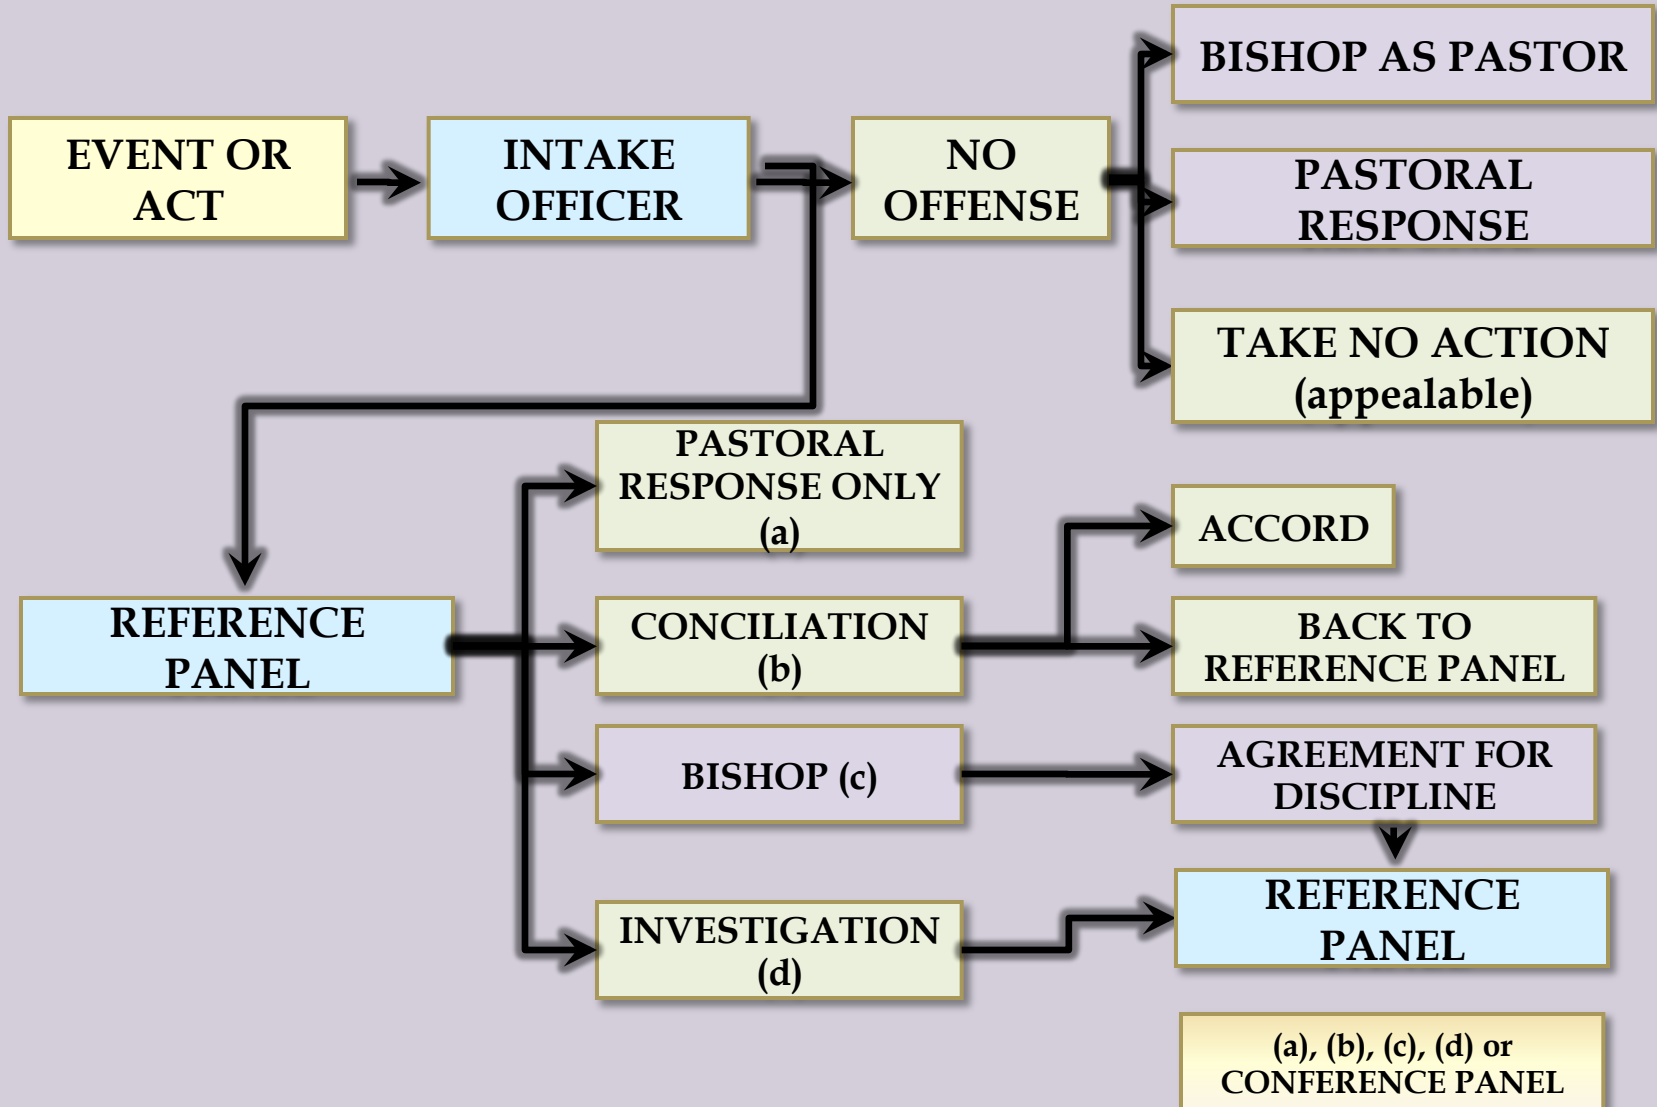 BISHOP AS PASTOR
EVENT OR
ACT
INTAKE
OFFICER
NO
OFFENSE
PASTORAL
RESPONSE
TAKE NO ACTION
(appealable)
PASTORAL
RESPONSE ONLY
(a)
ACCORD
REFERENCE
PANEL
CONCILIATION
(b)
BACK TO
REFERENCE PANEL
BISHOP (c)
AGREEMENT FOR
DISCIPLINE
INVESTIGATION
(d)
REFERENCE
PANEL
(a), (b), (c), (d) or
CONFERENCE PANEL